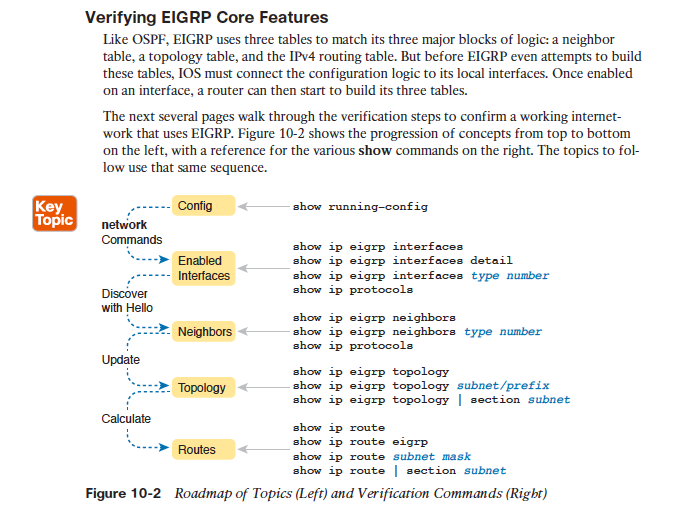 Verifying EIGRP Core Features
Like OSPF, EIGRP uses three tables to match its three major blocks of logic: a neighbor
table, a topology table, and the IPv4 routing table. But before EIGRP even attempts to build
these tables, IOS must connect the configuration logic to its local interfaces. Once enabled
on an interface, a router can then start to build its three tables.
The next several pages walk through the verification steps to confirm a working internet-
work that uses EIGRP. Figure 10-2 shows the progression of concepts from top to bottom
on the left, with a reference for the various show commands on the right. The topics to fol-
low use that same sequence.
Key
Topic
Config
show running-config
network
Commands
Enabled
Interfaces
show ip eigrp interfaces
show ip eigrp interfaces detail
show ip eigrp interfaces type number
show ip protocols
Discover
with Hello
Neighbors
show ip eigrp neighbors
show ip eigrp neighbors type number
show ip protocols
Update
Topology
show ip eigrp topology
show ip eigrp topology subnet/prefix
show ip eigrp topology | section subnet
Calculate
Routes
show ip route
show ip route eigrp
show ip route subnet mask
show ip route | section subnet
Figure 10-2 Roadmap of Topics (Left) and Verification Commands (Right)